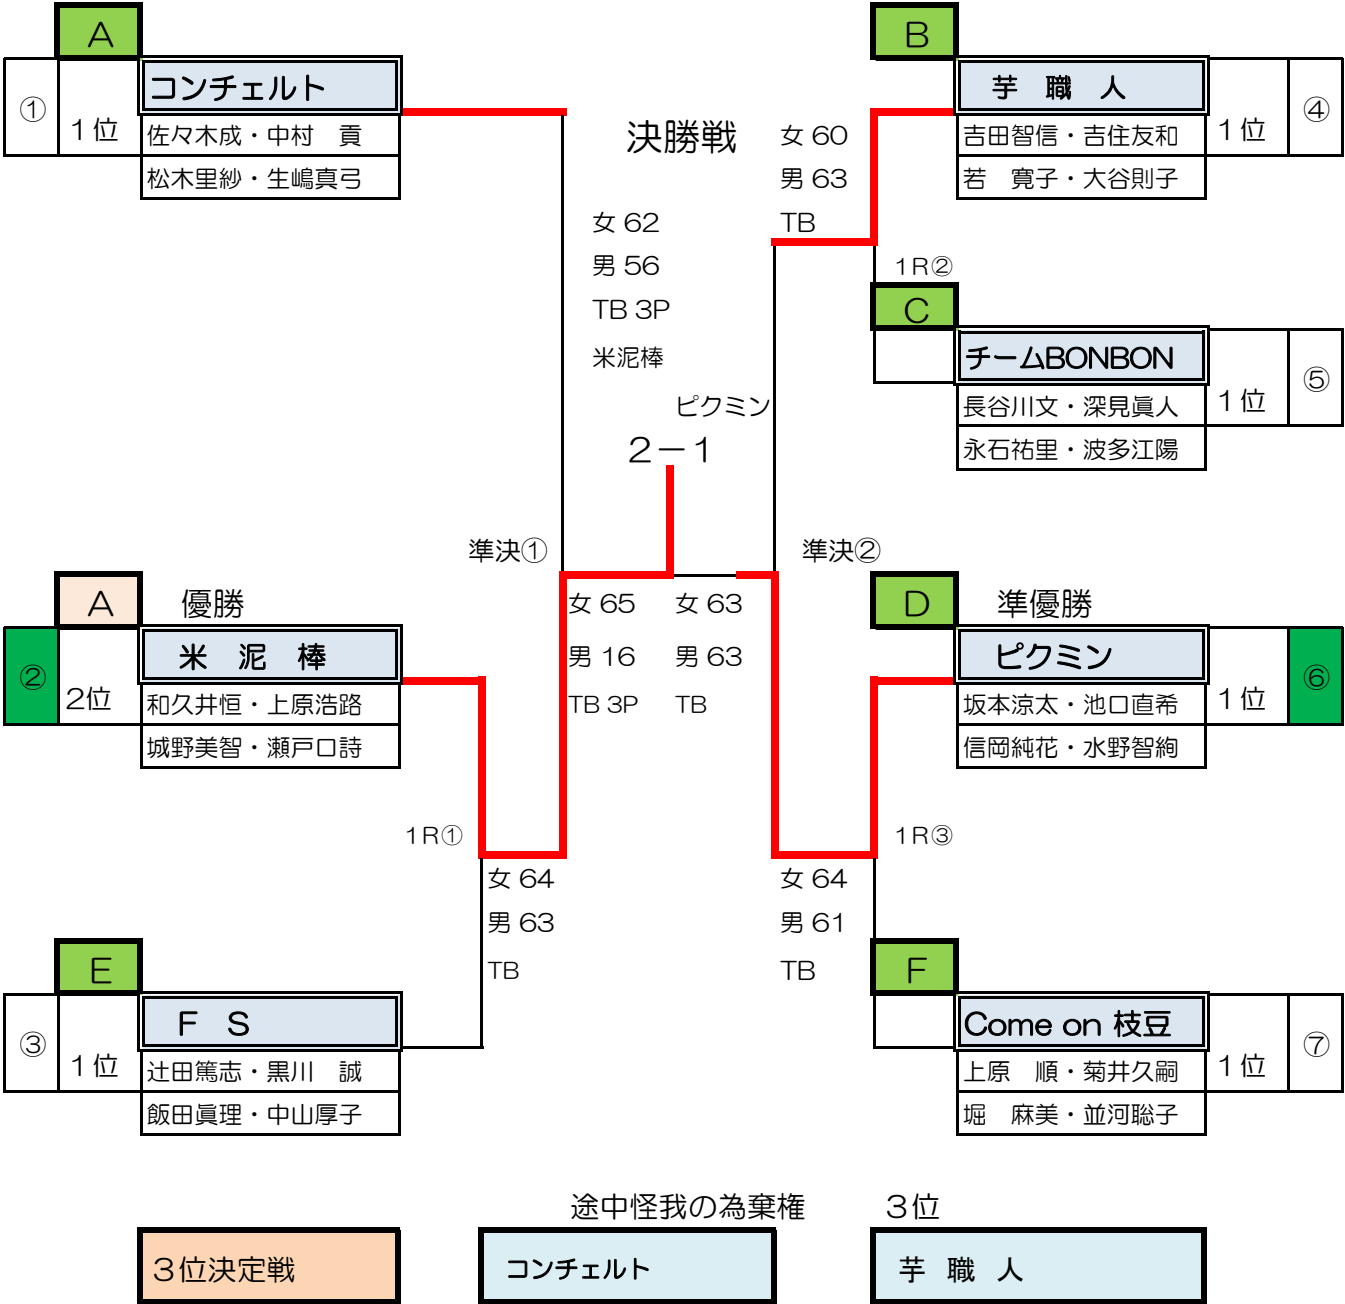 A
コンチェルト
①
1位
佐々木成・中村　貢
松木里紗・生嶋真弓
決勝戦
女 62
男 56
TB 3P
米泥棒
ピクミン
2－1
女 60
男 63
TB
B
芋　職　人
1位
④
吉田智信・吉住友和
若　寛子・大谷則子
1R②
C
チームBONBON
1位
⑤
長谷川文・深見眞人
永石祐里・波多江陽
準決①
準決②
A
優勝
米　泥　棒
②
2位
和久井恒・上原浩路
城野美智・瀬戸口詩
女 65
男 16
TB 3P
女 63
男 63
TB
D
準優勝
ピクミン
1位
⑥
坂本涼太・池口直希
信岡純花・水野智絢
1R①
女 64
男 63
TB
1R③
女 64
男 61
TB
E
Ｆ　Ｓ
③
1位
辻田篤志・黒川　誠
飯田眞理・中山厚子
F
Come on 枝豆
1位
⑦
上原　順・菊井久嗣
堀　麻美・並河聡子
途中怪我の為棄権
3位
3位決定戦
コンチェルト
芋　職　人